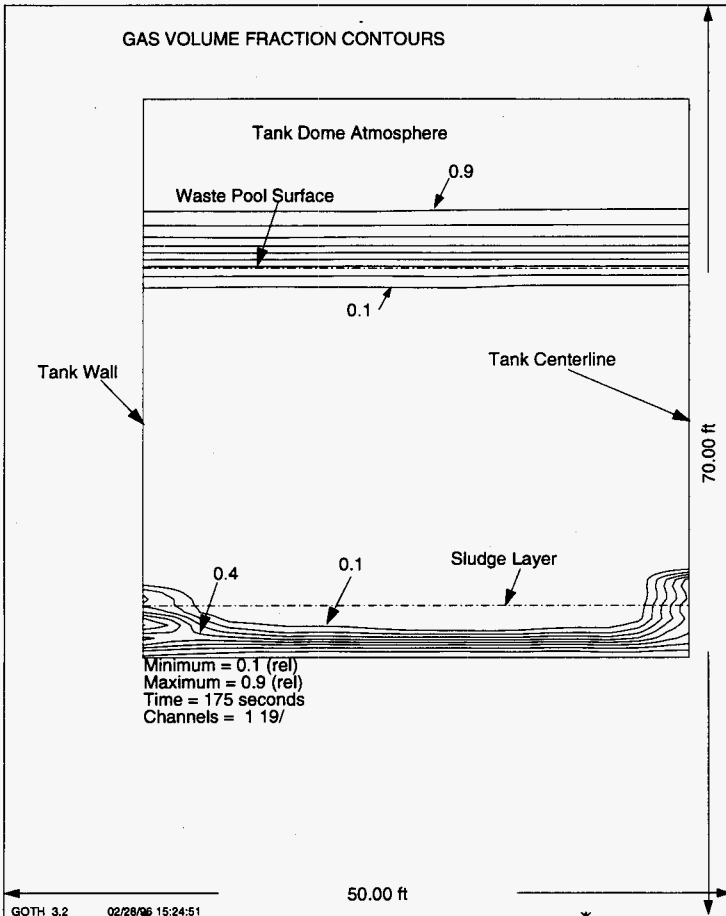 GAS VOLUME FRACTION CONTOURS
Tank Dome Atmosphere
0.9
Waste Pool Surface
0.1
Tank Centerline
Tank Wall
70.00 ft
Sludge Layer
0.1
0.4
Minimum = 0.1 (rel)
Maximum = 0.9 (rel)
Time = 175 seconds
Channels = 1 19/
50.00 ft
GOTH 3.2 02/28/96 15:24:51
*